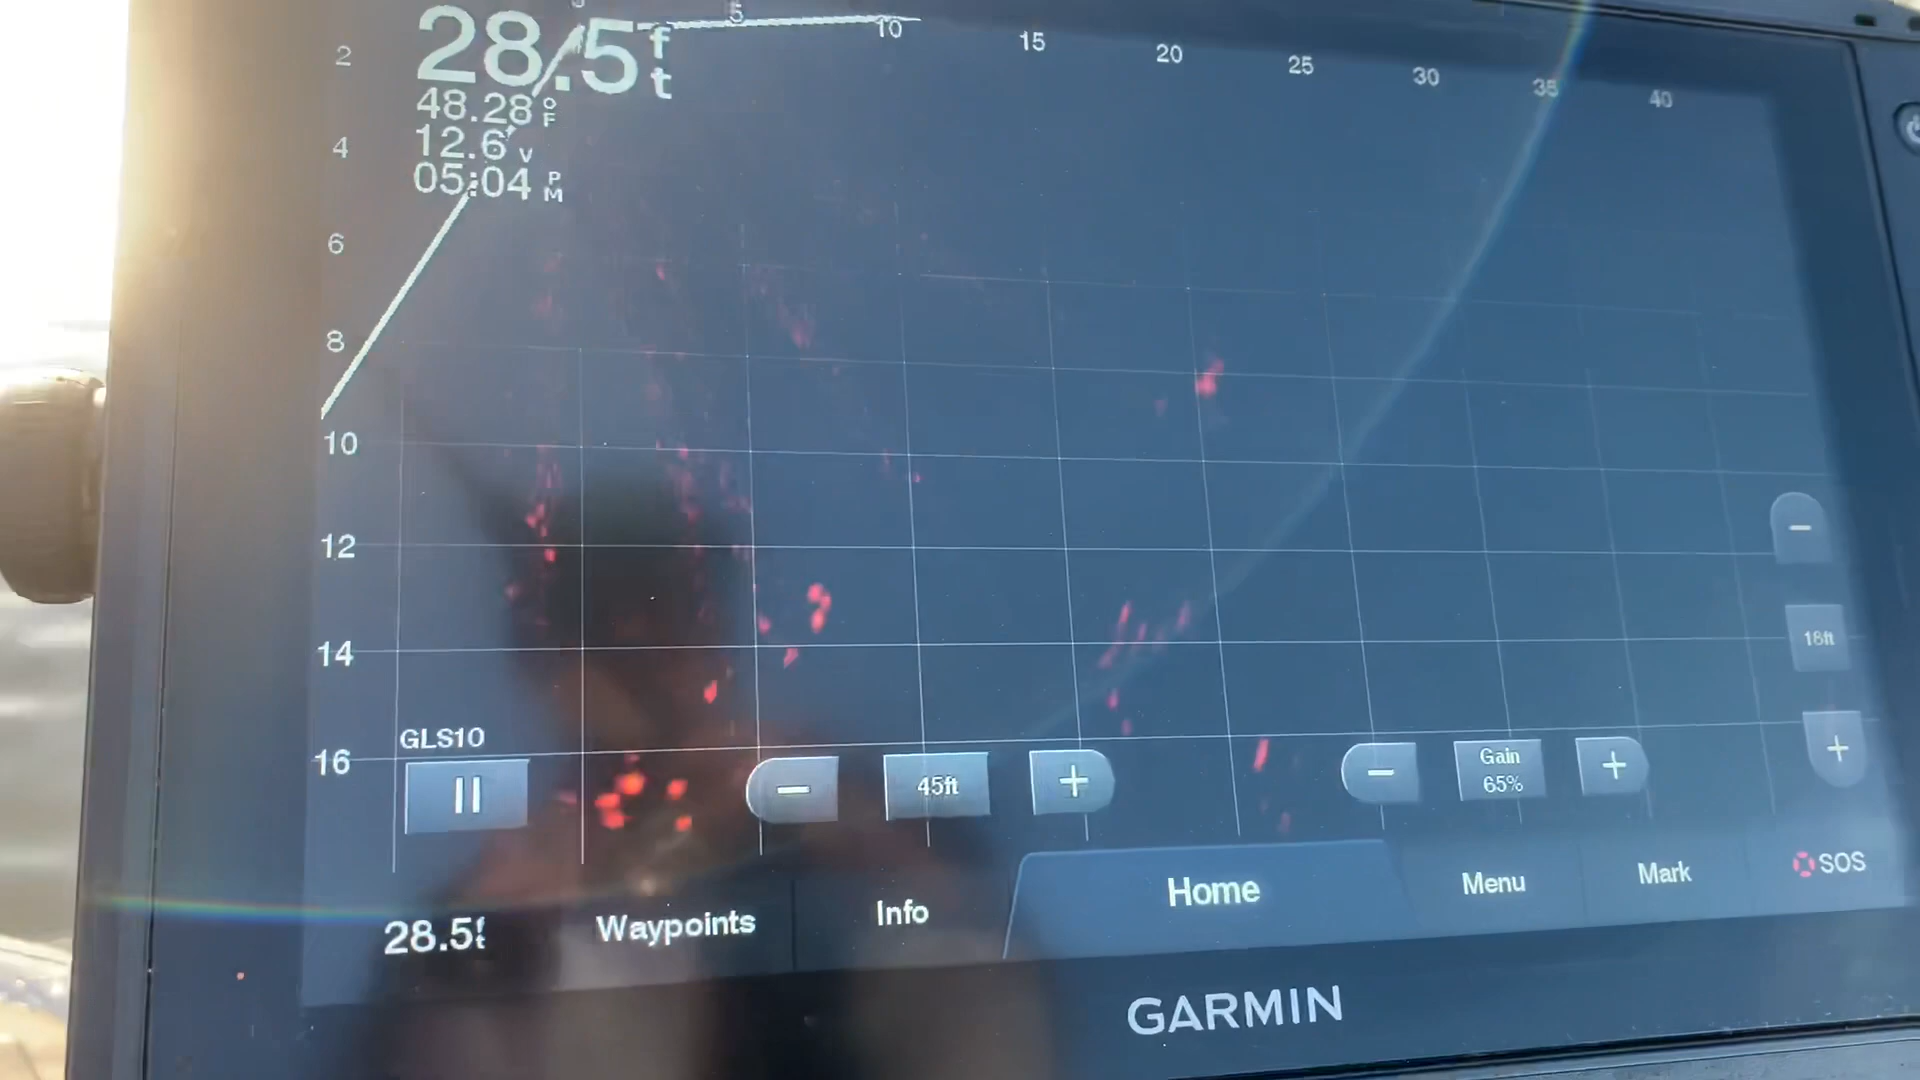 28.5 ft
48.28 °F
12.6 V
05:04 PM
5 10 15 20 25 30 35 40
2
4
6
8
10
12
14
16
GLS10
45ft
Gain
65%
18ft
28.5 ft
Waypoints
Info
Home
Menu
Mark
SOS
GARMIN